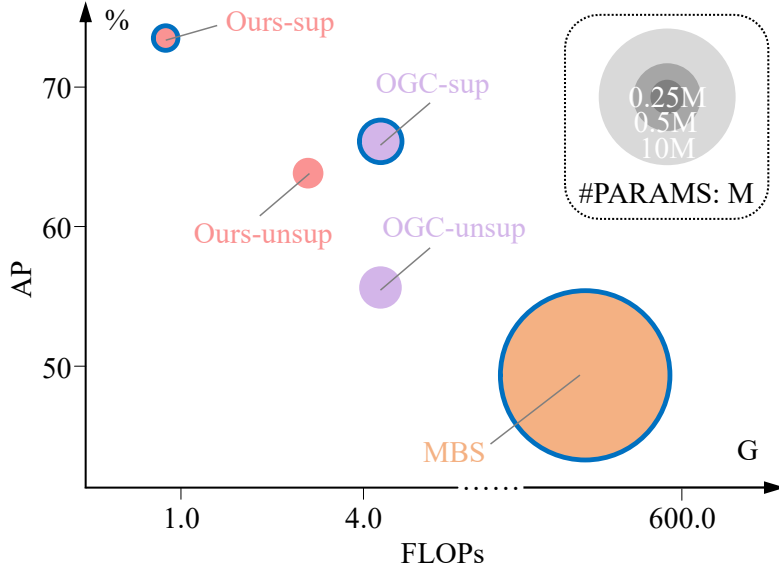 %
Ours-sup
70
OGC-sup
0.25M
0.5M
10M
#PARAMS: M
60
Ours-unsup
OGC-unsup
AP
50
MBS
G
1.0
4.0
600.0
FLOPs